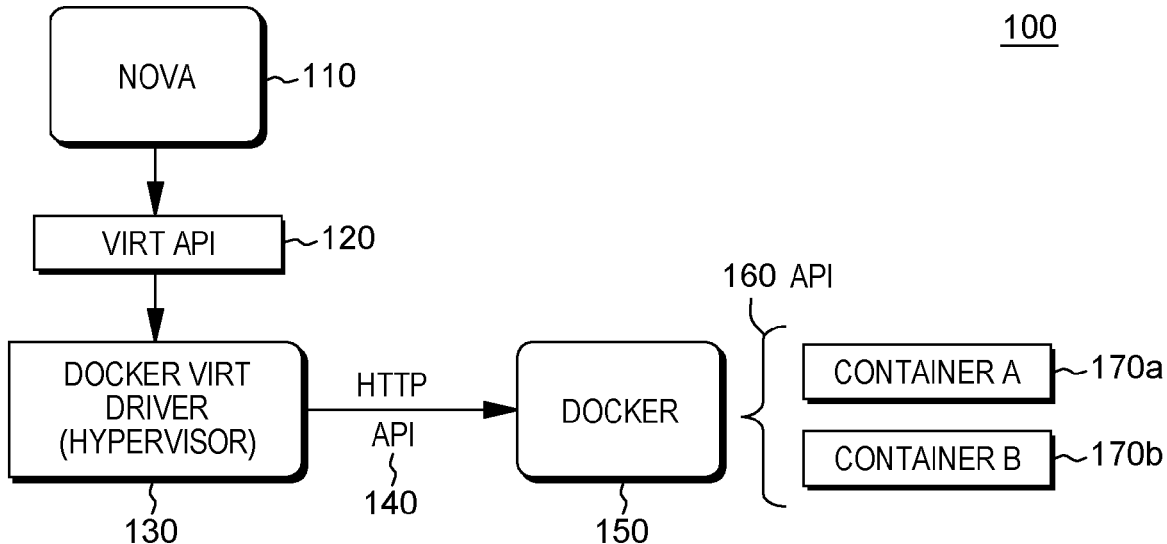 100
NOVA
110
VIRT API
120
160 API
DOCKER VIRT
DRIVER
(HYPERVISOR)
130
HTTP
API
140
DOCKER
150
CONTAINER A
170a
CONTAINER B
170b